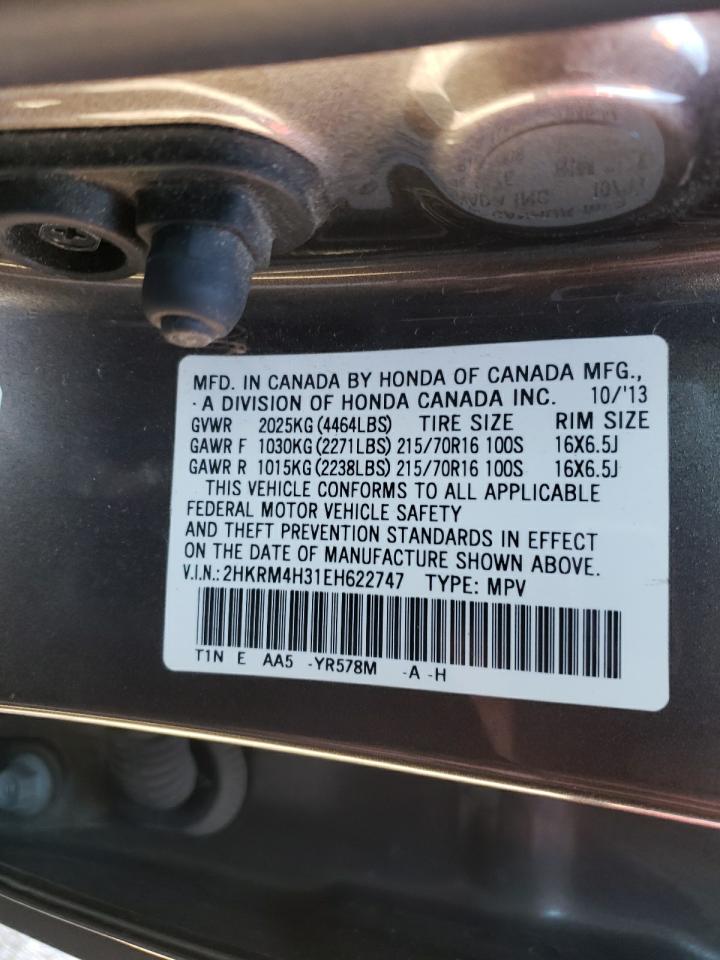 MFD. IN CANADA BY HONDA OF CANADA MFG.,
- A DIVISION OF HONDA CANADA INC. 10/'13
GVWR 2025KG (4464LBS) TIRE SIZE RIM SIZE
GAWR F 1030KG (2271LBS) 215/70R16 100S 16X6.5J
GAWR R 1015KG (2238LBS) 215/70R16 100S 16X6.5J
THIS VEHICLE CONFORMS TO ALL APPLICABLE
FEDERAL MOTOR VEHICLE SAFETY
AND THEFT PREVENTION STANDARDS IN EFFECT
ON THE DATE OF MANUFACTURE SHOWN ABOVE.
V.I.N.: 2HKRM4H31EH622747 TYPE: MPV
T1N E AA5 -YR578M -A -H